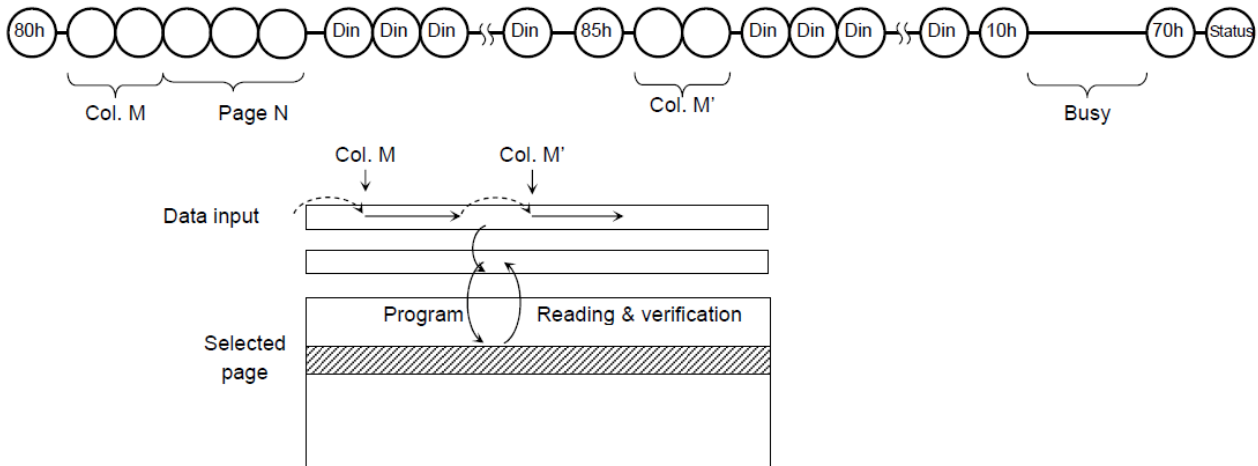 80h Din Din Din Din 85h Din Din Din Din 10h 70h Status
Col. M Page N Col. M’ Busy
Col. M Col. M’
Data input
Program Reading & verification
Selected
page